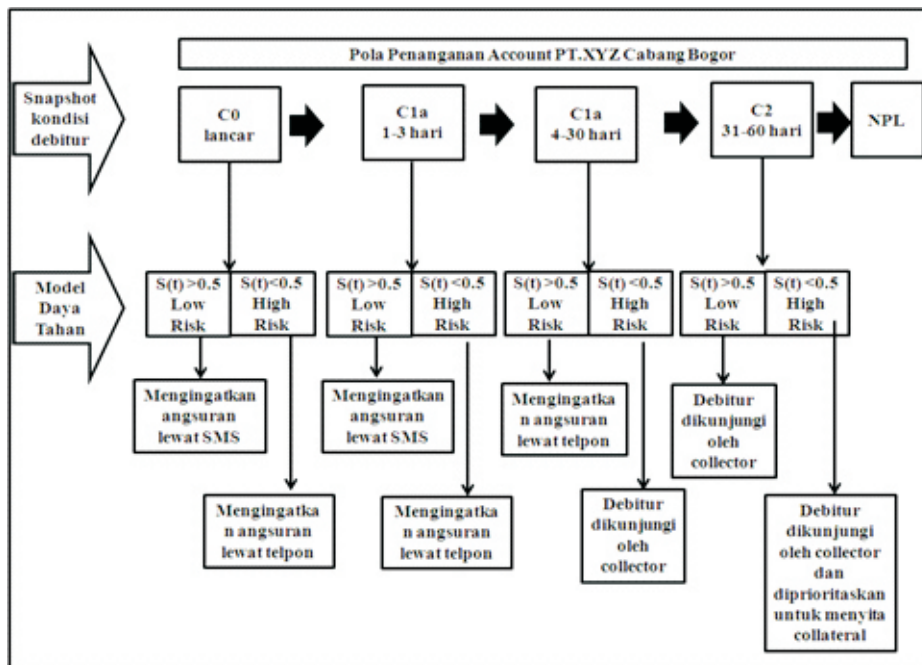 Pola Penanganan Account PT.XYZ Cabang Bogor
Snapshot
kondisi
debitur
C0
lancar
C1a
1-3 hari
C1a
4-30 hari
C2
31-60 hari
NPL
Model
Daya
Tahan
S(t) >0.5
Low
Risk
S(t)<0.5
High
Risk
S(t) >0.5
Low
Risk
S(t)<0.5
High
Risk
S(t) >0.5
Low
Risk
S(t)<0.5
High
Risk
S(t) >0.5
Low
Risk
S(t)<0.5
High
Risk
Mengingatkan
angsuran
lewat SMS
Mengingatkan
angsuran
lewat SMS
Mengingatka
n angsuran
lewat telpon
Debitur
dikunjungi
oleh
collector
Mengingatka
n angsuran
lewat telpon
Mengingatka
n angsuran
lewat telpon
Debitur
dikunjungi
oleh
collector
Debitur
dikunjungi
oleh collector
dan
diprioritaskan
untuk menyita
collateral